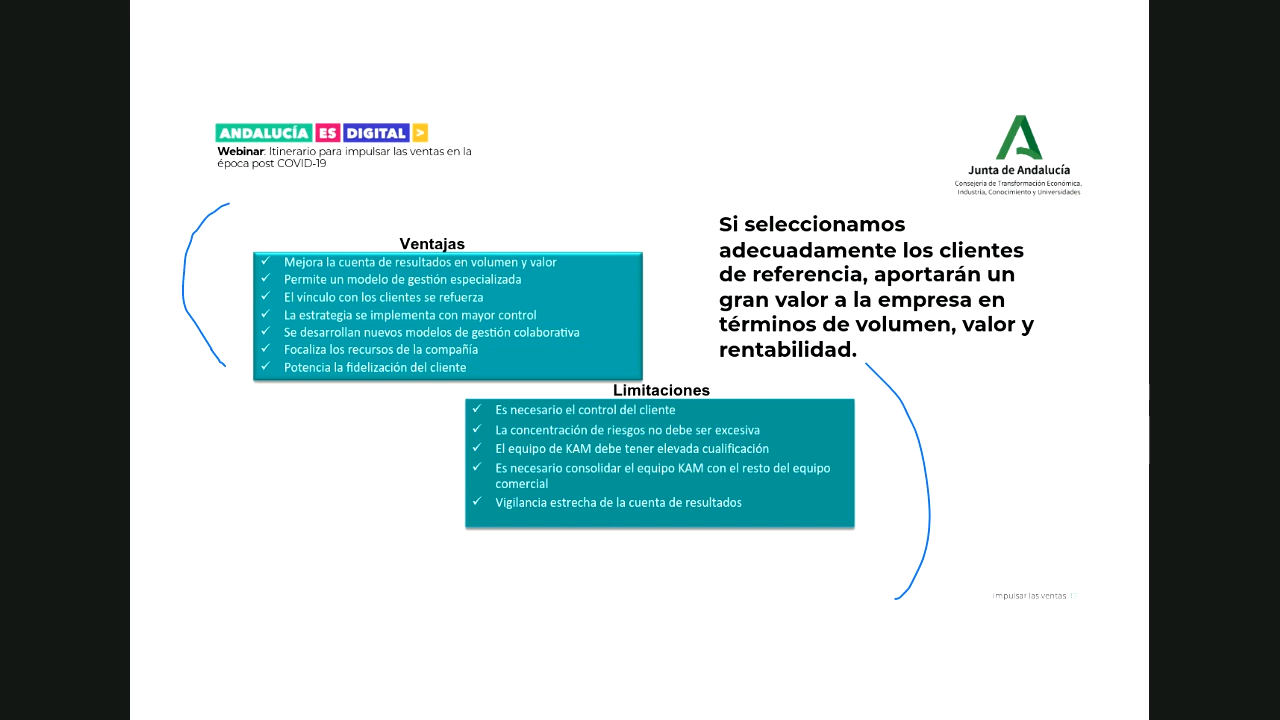 ANDALUCÍA ES DIGITAL >
Webinar: Itinerario para impulsar las ventas en la
época post COVID-19
Junta de Andalucía
Consejería de Transformación Económica,
Industria, Conocimiento y Universidades
Si seleccionamos
adecuadamente los clientes
de referencia, aportarán un
gran valor a la empresa en
términos de volumen, valor y
rentabilidad.
Ventajas
✓ Mejora la cuenta de resultados en volumen y valor
✓ Permite un modelo de gestión especializada
✓ El vínculo con los clientes se refuerza
✓ La estrategia se implementa con mayor control
✓ Se desarrollan nuevos modelos de gestión colaborativa
✓ Focaliza los recursos de la compañía
✓ Potencia la fidelización del cliente
Limitaciones
✓ Es necesario el control del cliente
✓ La concentración de riesgos no debe ser excesiva
✓ El equipo de KAM debe tener elevada cualificación
✓ Es necesario consolidar el equipo KAM con el resto del equipo
comercial
✓ Vigilancia estrecha de la cuenta de resultados
Impulsar las ventas